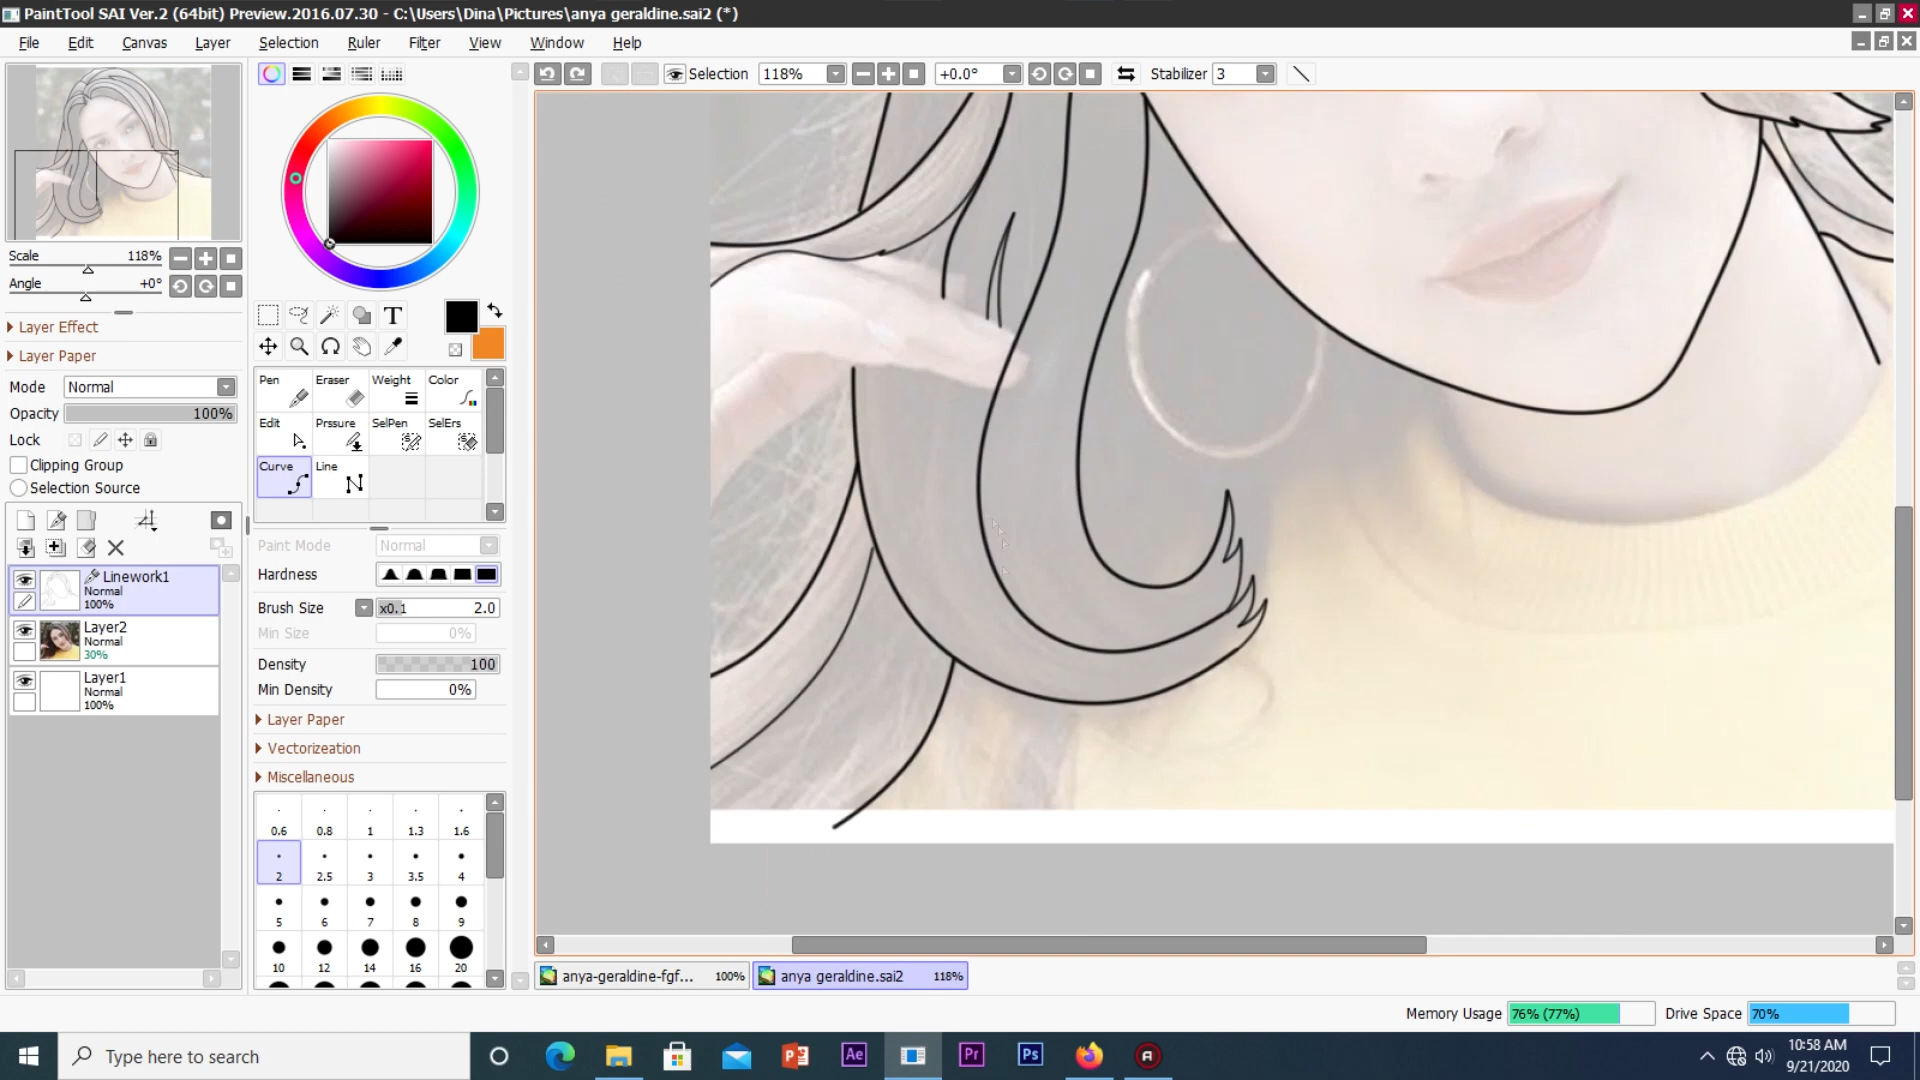 PaintTool SAI Ver.2 (64bit) Preview.2016.07.30 - C:\Users\Dina\Pictures\anya geraldine.sai2 (*)
File Edit Canvas Layer Selection Ruler Filter View Window Help
Selection 118% +0.0° Stabilizer 3
Scale 118%
Angle +0°
Layer Effect
Layer Paper
Mode Normal
Opacity 100%
Lock
Clipping Group
Selection Source
Linework1
Normal
100%
Layer2
Normal
30%
Layer1
Normal
100%
T
Pen Eraser Weight Color
Edit Prssure SelPen SelErs
Curve Line
Paint Mode Normal
Hardness
Brush Size x0.1 2.0
Min Size 0%
Density 100
Min Density 0%
Layer Paper
Vectorizeation
Miscellaneous
0.6 0.8 1 1.3 1.6
2 2.5 3 3.5 4
5 6 7 8 9
10 12 14 16 20
anya-geraldine-fgf... 100% anya geraldine.sai2 118%
Memory Usage 76% (77%) Drive Space 70%
Type here to search
Ae Pr Ps
10:58 AM
9/21/2020